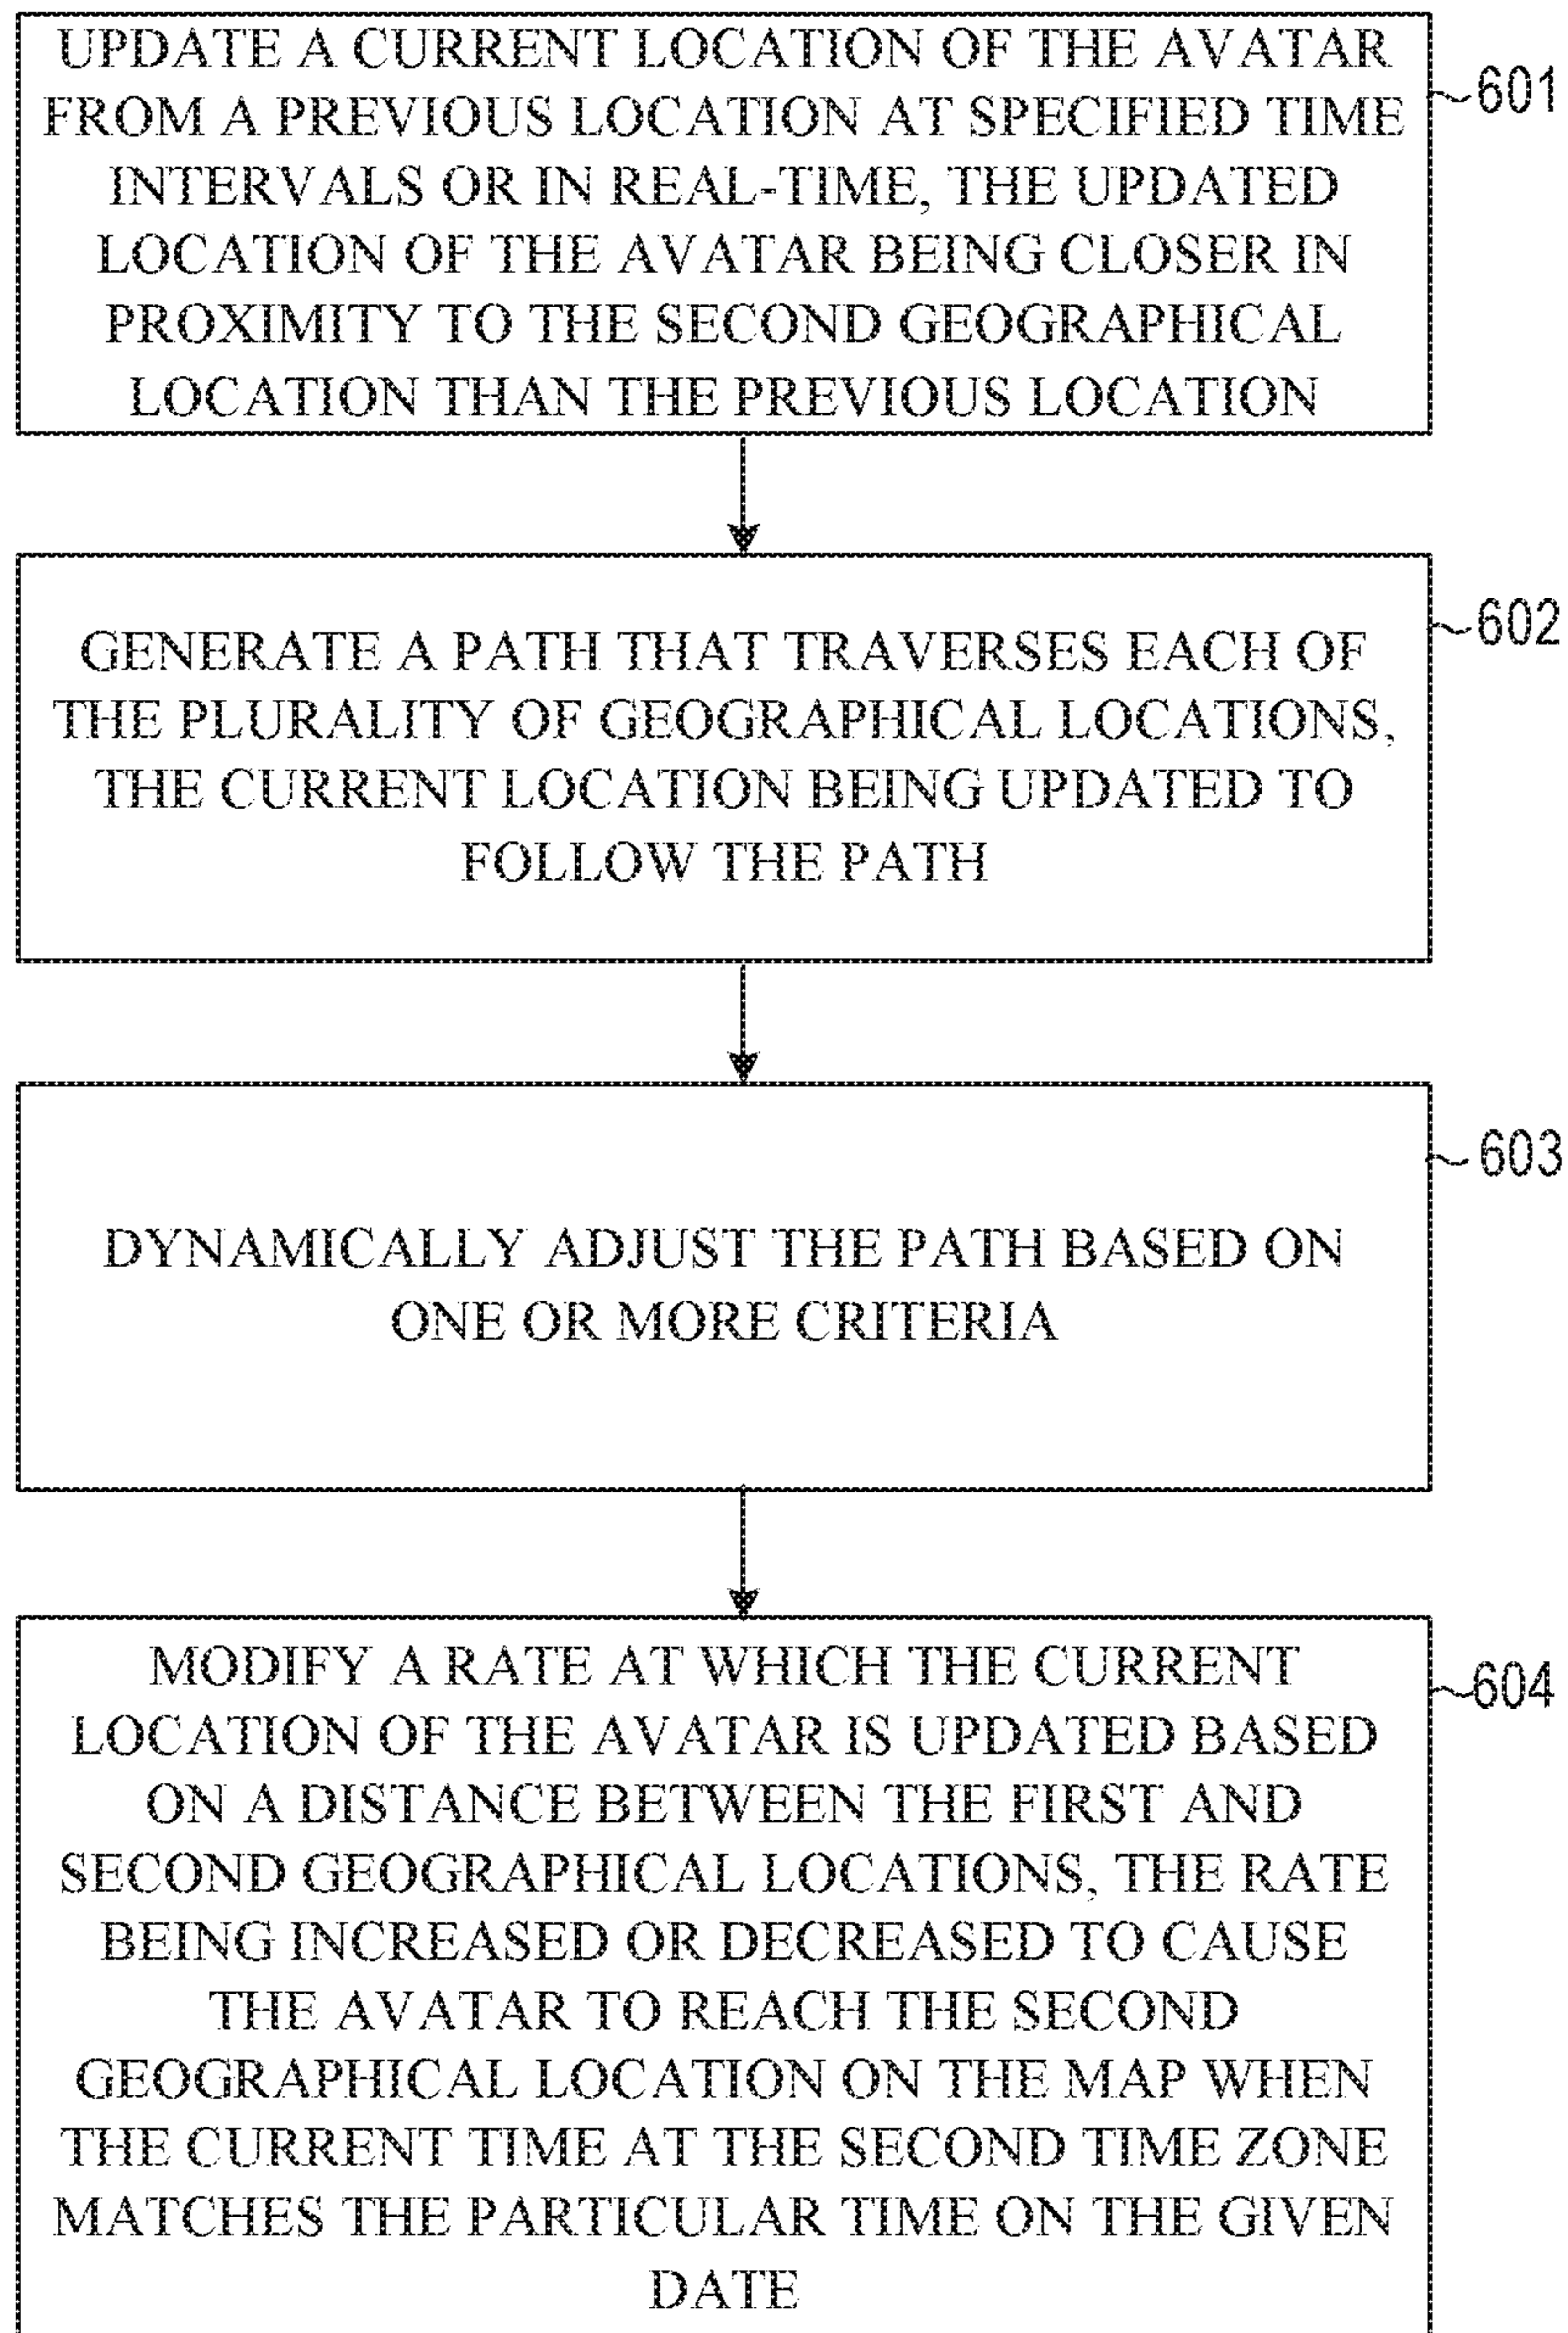 UPDATE A CURRENT LOCATION OF THE AVATAR
FROM A PREVIOUS LOCATION AT SPECIFIED TIME
INTERVALS OR IN REAL-TIME, THE UPDATED
LOCATION OF THE AVATAR BEING CLOSER IN
PROXIMITY TO THE SECOND GEOGRAPHICAL
LOCATION THAN THE PREVIOUS LOCATION
601
GENERATE A PATH THAT TRAVERSES EACH OF
THE PLURALITY OF GEOGRAPHICAL LOCATIONS,
THE CURRENT LOCATION BEING UPDATED TO
FOLLOW THE PATH
602
DYNAMICALLY ADJUST THE PATH BASED ON
ONE OR MORE CRITERIA
603
MODIFY A RATE AT WHICH THE CURRENT
LOCATION OF THE AVATAR IS UPDATED BASED
ON A DISTANCE BETWEEN THE FIRST AND
SECOND GEOGRAPHICAL LOCATIONS, THE RATE
BEING INCREASED OR DECREASED TO CAUSE
THE AVATAR TO REACH THE SECOND
GEOGRAPHICAL LOCATION ON THE MAP WHEN
THE CURRENT TIME AT THE SECOND TIME ZONE
MATCHES THE PARTICULAR TIME ON THE GIVEN
DATE
604